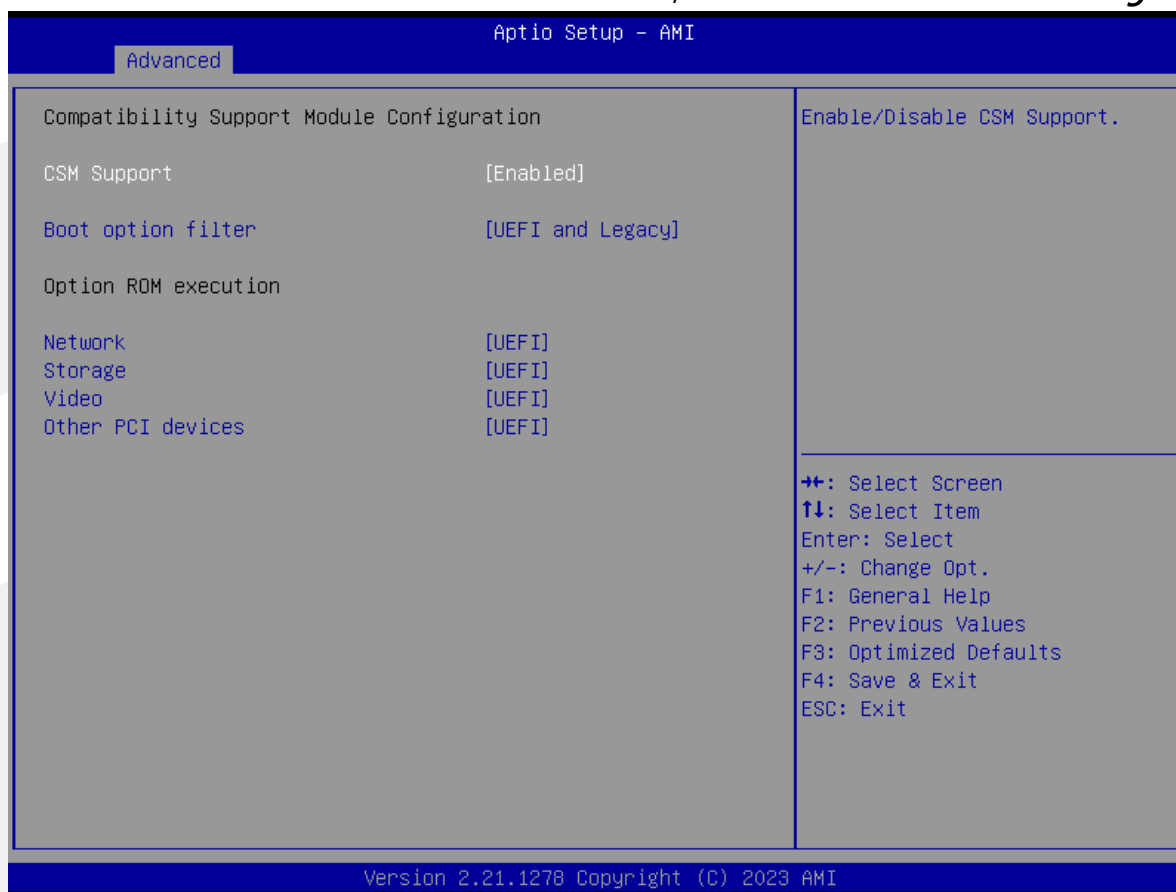 Aptio Setup – AMI
Advanced
Compatibility Support Module Configuration
CSM Support [Enabled]
Boot option filter [UEFI and Legacy]
Option ROM execution
Network [UEFI]
Storage [UEFI]
Video [UEFI]
Other PCI devices [UEFI]
Enable/Disable CSM Support.
→←: Select Screen
↑↓: Select Item
Enter: Select
+/-: Change Opt.
F1: General Help
F2: Previous Values
F3: Optimized Defaults
F4: Save & Exit
ESC: Exit
Version 2.21.1278 Copyright (C) 2023 AMI